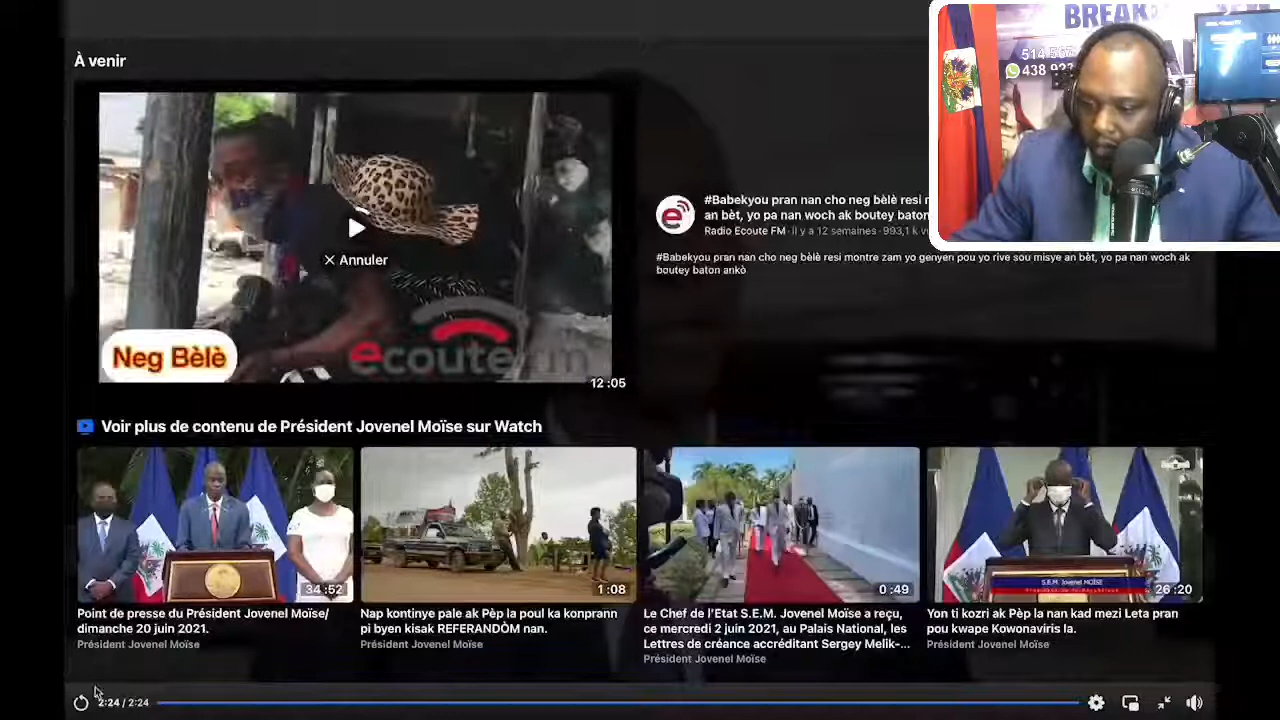 À venir
BREAK
514 567
438 923
#Babekyou pran nan cho neg bèlè resi
an bèt, yo pa nan woch ak boutey baton
Radio Ecoute FM · il y a 12 semaines · 993,1 k
× Annuler
#Babekyou pran nan cho neg bèlè resi montre zam yo genyen pou yo rive sou misye an bèt, yo pa nan woch ak
boutey baton ankò
Neg Bèlè
ecoute
12:05
Voir plus de contenu de Président Jovenel Moïse sur Watch
34:52
1:08
0:49
S.E.M. Jovenel MOÏSE
26:20
Point de presse du Président Jovenel Moïse/
dimanche 20 juin 2021.
Président Jovenel Moïse
Nap kontinye pale ak Pèp la poul ka konprann
pi byen kisak REFERANDÒM nan.
Président Jovenel Moïse
Le Chef de l'Etat S.E.M. Jovenel Moïse a reçu,
ce mercredi 2 juin 2021, au Palais National, les
Lettres de créance accréditant Sergey Melik-...
Président Jovenel Moïse
Yon ti kozri ak Pèp la nan kad mezi Leta pran
pou kwape Kowonaviris la.
Président Jovenel Moïse
2:24 / 2:24